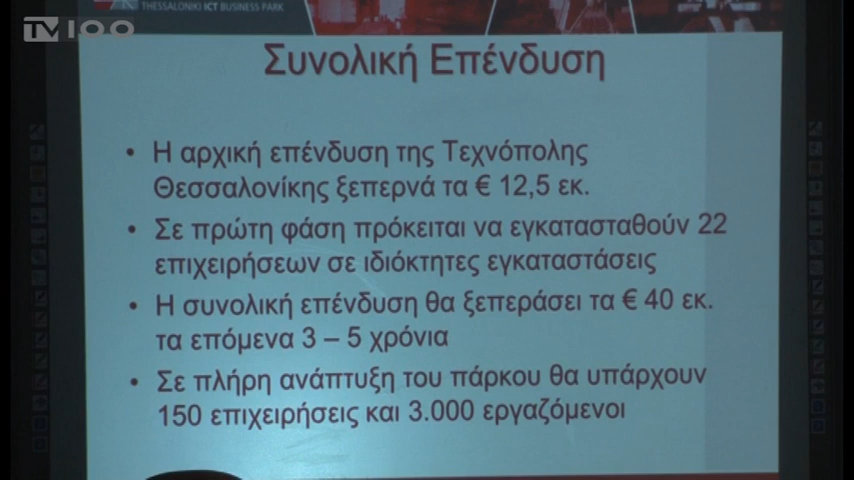 TV100
THESSALONIKI ICT BUSINESS PARK
Συνολική Επένδυση
• Η αρχική επένδυση της Τεχνόπολης
Θεσσαλονίκης ξεπερνά τα € 12,5 εκ.
• Σε πρώτη φάση πρόκειται να εγκατασταθούν 22
επιχειρήσεων σε ιδιόκτητες εγκαταστάσεις
• Η συνολική επένδυση θα ξεπεράσει τα € 40 εκ.
τα επόμενα 3 – 5 χρόνια
• Σε πλήρη ανάπτυξη του πάρκου θα υπάρχουν
150 επιχειρήσεις και 3.000 εργαζόμενοι